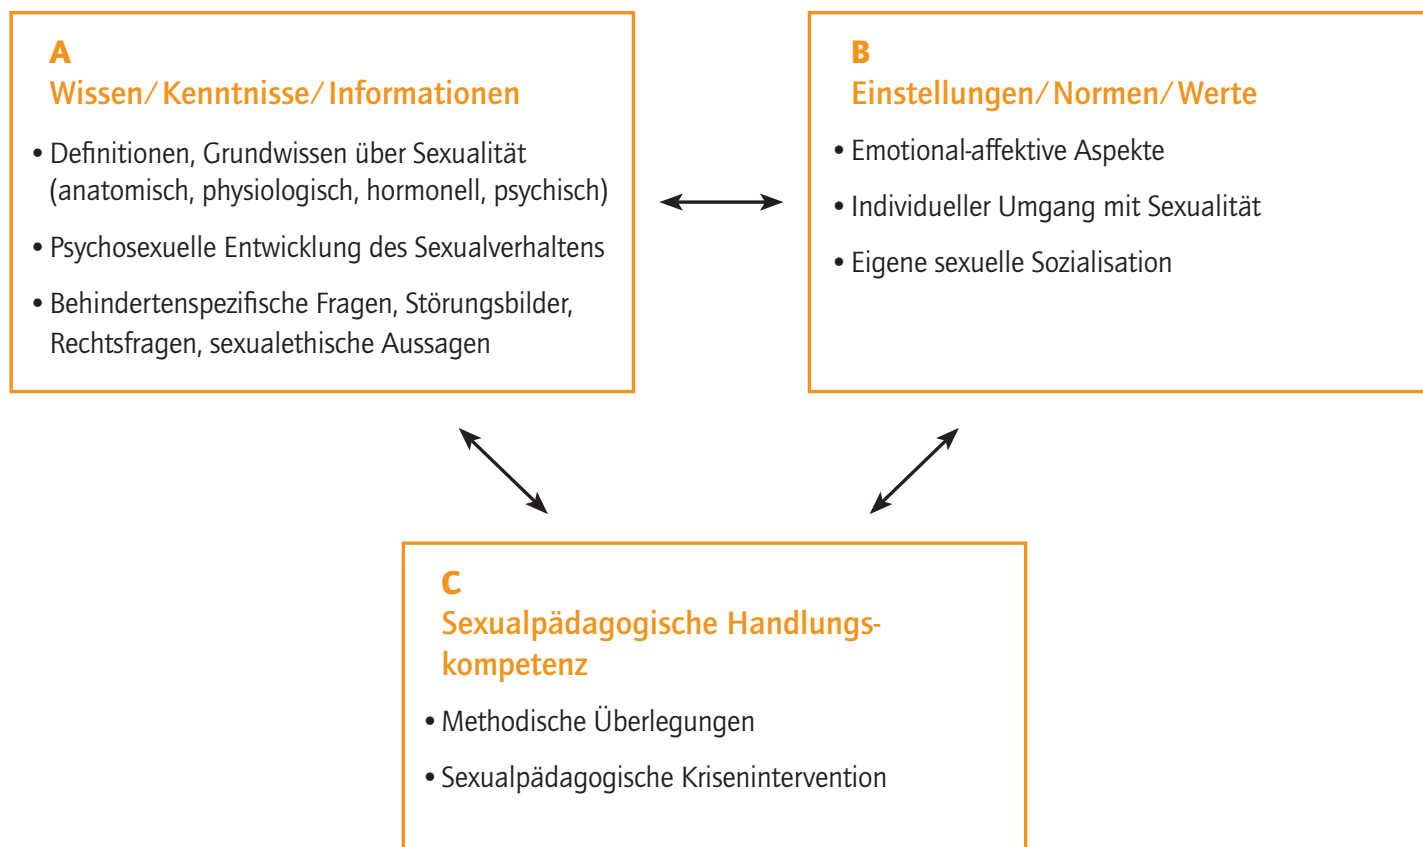 A
Wissen/Kenntnisse/Informationen
• Definitionen, Grundwissen über Sexualität
(anatomisch, physiologisch, hormonell, psychisch)
• Psychosexuelle Entwicklung des Sexualverhaltens
• Behindertenspezifische Fragen, Störungsbilder,
Rechtsfragen, sexualethische Aussagen
B
Einstellungen/Normen/Werte
• Emotional-affektive Aspekte
• Individueller Umgang mit Sexualität
• Eigene sexuelle Sozialisation
C
Sexualpädagogische Handlungs-
kompetenz
• Methodische Überlegungen
• Sexualpädagogische Krisenintervention